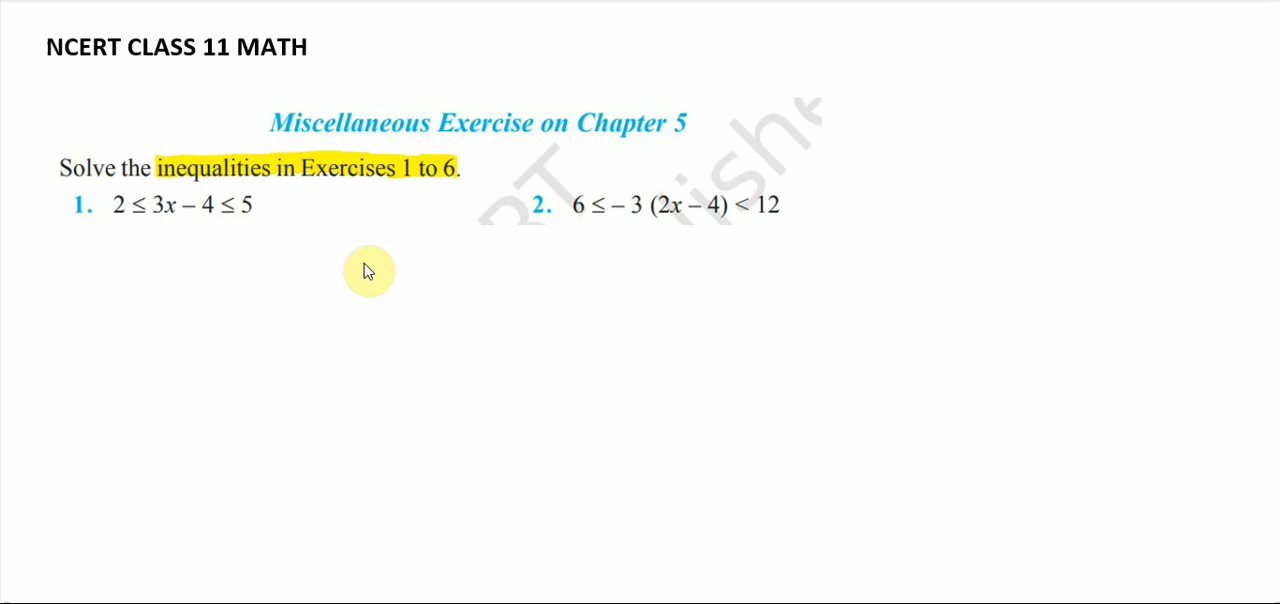 NCERT CLASS 11 MATH
Miscellaneous Exercise on Chapter 5
Solve the inequalities in Exercises 1 to 6.
1. 2 ≤ 3x – 4 ≤ 5 2. 6 ≤ – 3 (2x – 4) < 12